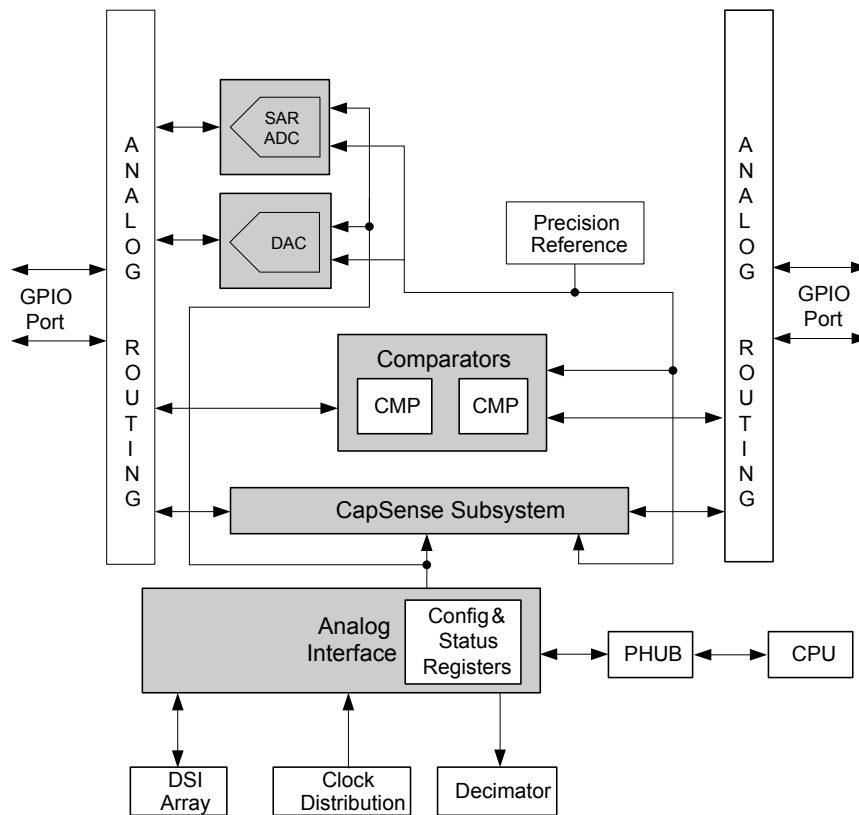 ANALOG ROUTING
SAR
ADC
DAC
Precision
Reference
ANALOG ROUTING
GPIO
Port
GPIO
Port
Comparators
CMP
CMP
CapSense Subsystem
Analog
Interface
Config &
Status
Registers
PHUB
CPU
DSI
Array
Clock
Distribution
Decimator